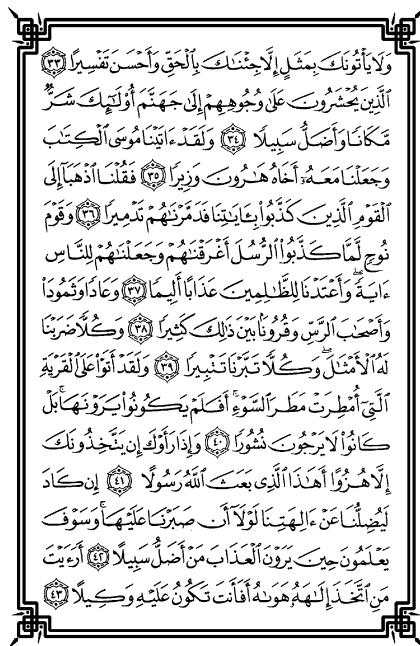 وَلَا يَأْتُونَكَ بِمَثَلٍ إِلَّا جِئْنَٰكَ بِٱلْحَقِّ وَأَحْسَنَ تَفْسِيرًا ٣٣
ٱلَّذِينَ يُحْشَرُونَ عَلَىٰ وُجُوهِهِمْ إِلَىٰ جَهَنَّمَ أُو۟لَٰٓئِكَ شَرٌّ
مَّكَانًا وَأَضَلُّ سَبِيلًا ٣٤ وَلَقَدْ ءَاتَيْنَا مُوسَى ٱلْكِتَٰبَ
وَجَعَلْنَا مَعَهُۥٓ أَخَاهُ هَٰرُونَ وَزِيرًا ٣٥ فَقُلْنَا ٱذْهَبَآ إِلَى
ٱلْقَوْمِ ٱلَّذِينَ كَذَّبُوا۟ بِـَٔايَٰتِنَا فَدَمَّرْنَٰهُمْ تَدْمِيرًا ٣٦ وَقَوْمَ
نُوحٍ لَّمَّا كَذَّبُوا۟ ٱلرُّسُلَ أَغْرَقْنَٰهُمْ وَجَعَلْنَٰهُمْ لِلنَّاسِ
ءَايَةً ۖ وَأَعْتَدْنَا لِلظَّٰلِمِينَ عَذَابًا أَلِيمًا ٣٧ وَعَادًا وَثَمُودَا۟
وَأَصْحَٰبَ ٱلرَّسِّ وَقُرُونًۢا بَيْنَ ذَٰلِكَ كَثِيرًا ٣٨ وَكُلًّا ضَرَبْنَا
لَهُ ٱلْأَمْثَٰلَ ۖ وَكُلًّا تَبَّرْنَا تَتْبِيرًا ٣٩ وَلَقَدْ أَتَوْا۟ عَلَى ٱلْقَرْيَةِ
ٱلَّتِىٓ أُمْطِرَتْ مَطَرَ ٱلسَّوْءِ ۚ أَفَلَمْ يَكُونُوا۟ يَرَوْنَهَا ۚ بَلْ
كَانُوا۟ لَا يَرْجُونَ نُشُورًا ٤٠ وَإِذَا رَأَوْكَ إِن يَتَّخِذُونَكَ
إِلَّا هُزُوًا أَهَٰذَا ٱلَّذِى بَعَثَ ٱللَّهُ رَسُولًا ٤١ إِن كَادَ
لَيُضِلُّنَا عَنْ ءَالِهَتِنَا لَوْلَآ أَن صَبَرْنَا عَلَيْهَا ۚ وَسَوْفَ
يَعْلَمُونَ حِينَ يَرَوْنَ ٱلْعَذَابَ مَنْ أَضَلُّ سَبِيلًا ٤٢ أَرَءَيْتَ
مَنِ ٱتَّخَذَ إِلَٰهَهُۥ هَوَىٰهُ أَفَأَنتَ تَكُونُ عَلَيْهِ وَكِيلًا ٤٣